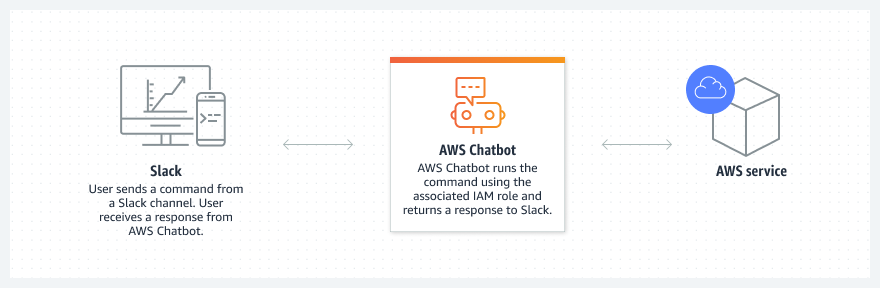 Slack
User sends a command from
a Slack channel. User
receives a response from
AWS Chatbot.
AWS Chatbot
AWS Chatbot runs the
command using the
associated IAM role and
returns a response to Slack.
AWS service